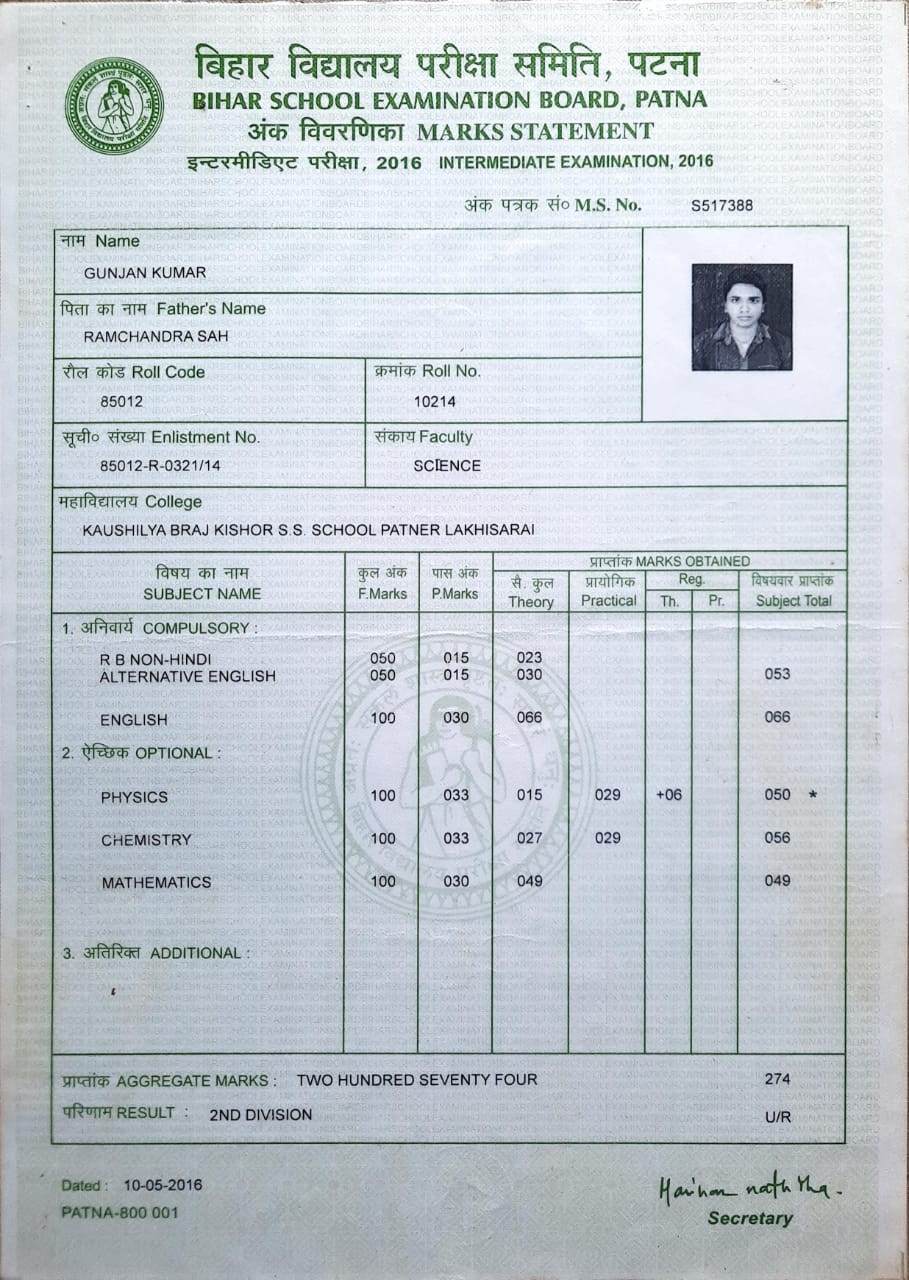 बिहार विद्यालय परीक्षा समिति, पटना
BIHAR SCHOOL EXAMINATION BOARD, PATNA
अंक विवरणिका MARKS STATEMENT
इन्टरमीडिएट परीक्षा, 2016 INTERMEDIATE EXAMINATION, 2016
अंक पत्रक सं० M.S. No. S517388
नाम Name
GUNJAN KUMAR
पिता का नाम Father's Name
RAMCHANDRA SAH
रौल कोड Roll Code क्रमांक Roll No.
85012 10214
सूची० संख्या Enlistment No. संकाय Faculty
85012-R-0321/14 SCIENCE
महाविद्यालय College
KAUSHILYA BRAJ KISHOR S.S. SCHOOL PATNER LAKHISARAI
विषय का नाम SUBJECT NAME कुल अंक F.Marks पास अंक P.Marks प्राप्तांक MARKS OBTAINED
सै. कुल Theory प्रायोगिक Practical Reg. Th. Pr. विषयवार प्राप्तांक Subject Total
1. अनिवार्य COMPULSORY :
R B NON-HINDI 050 015 023
ALTERNATIVE ENGLISH 050 015 030 053
ENGLISH 100 030 066 066
2. ऐच्छिक OPTIONAL :
PHYSICS 100 033 015 029 +06 050 *
CHEMISTRY 100 033 027 029 056
MATHEMATICS 100 030 049 049
3. अतिरिक्त ADDITIONAL :
प्राप्तांक AGGREGATE MARKS : TWO HUNDRED SEVENTY FOUR 274
परिणाम RESULT : 2ND DIVISION U/R
Dated : 10-05-2016
PATNA-800 001
Secretary